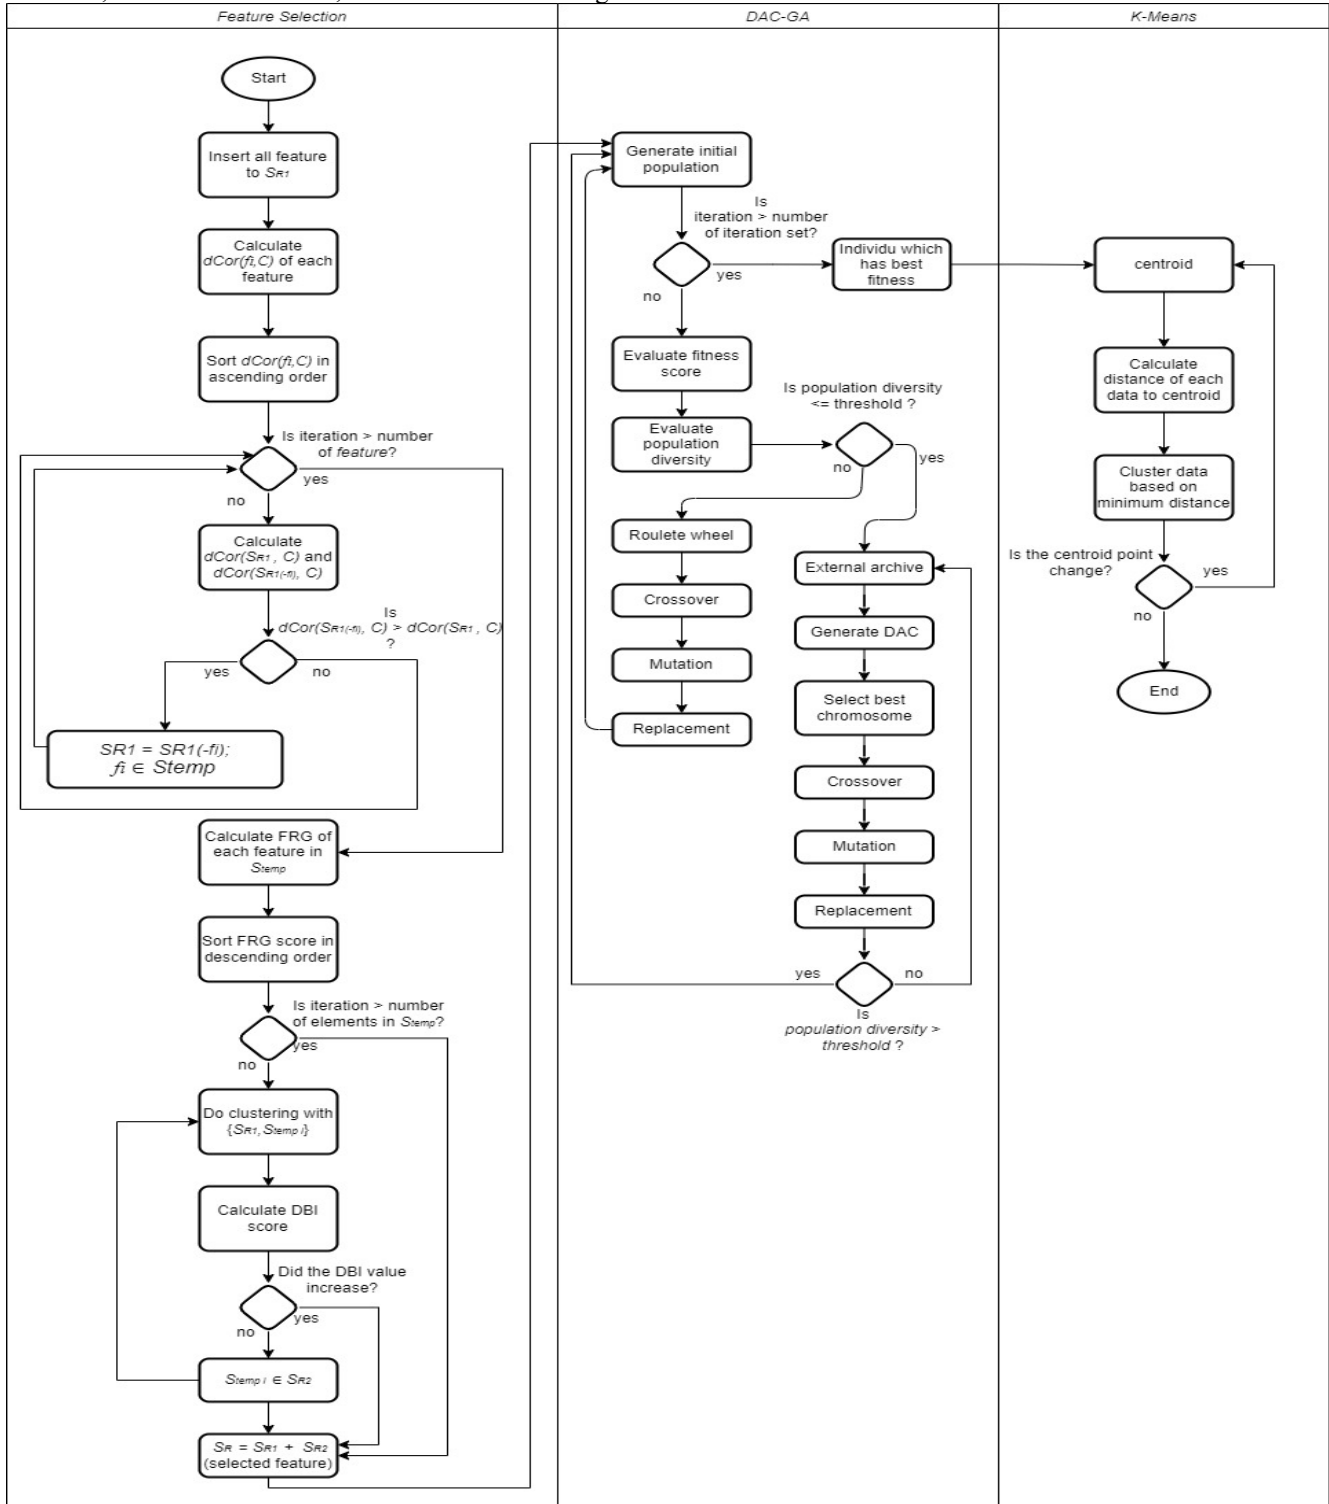 Feature Selection
DAC-GA
K-Means
Start
Insert all feature
to SR1
Calculate
dCor(fi,C) of each
feature
Sort dCor(fi,C) in
ascending order
Is iteration > number
of feature?
yes
no
Calculate
dCor(SR1 , C) and
dCor(SR1(-fi), C)
Is
dCor(SR1(-fi), C) > dCor(SR1 , C)
?
yes
no
SR1 = SR1(-fi);
fi ∈ Stemp
Calculate FRG of
each feature in
Stemp
Sort FRG score in
descending order
Is iteration > number
of elements in Stemp?
yes
no
Do clustering with
{SR1, Stemp i}
Calculate DBI
score
Did the DBI value
increase?
yes
no
Stemp i ∈ SR2
SR = SR1 + SR2
(selected feature)
Generate initial
population
Is
iteration > number
of iteration set?
yes
no
Individu which
has best
fitness
Evaluate fitness
score
Evaluate
population
diversity
Is population diversity
<= threshold ?
no
yes
Roulete wheel
Crossover
Mutation
Replacement
External archive
Generate DAC
Select best
chromosome
Crossover
Mutation
Replacement
yes
no
Is
population diversity >
threshold ?
centroid
Calculate
distance of each
data to centroid
Cluster data
based on
minimum distance
Is the centroid point
change?
yes
no
End